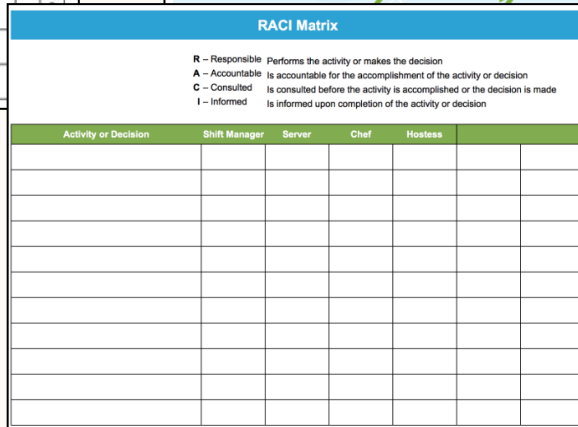 RACI Matrix
R – Responsible Performs the activity or makes the decision
A – Accountable Is accountable for the accomplishment of the activity or decision
C – Consulted Is consulted before the activity is accomplished or the decision is made
I – Informed Is informed upon completion of the activity or decision
Activity or Decision Shift Manager Server Chef Hostess